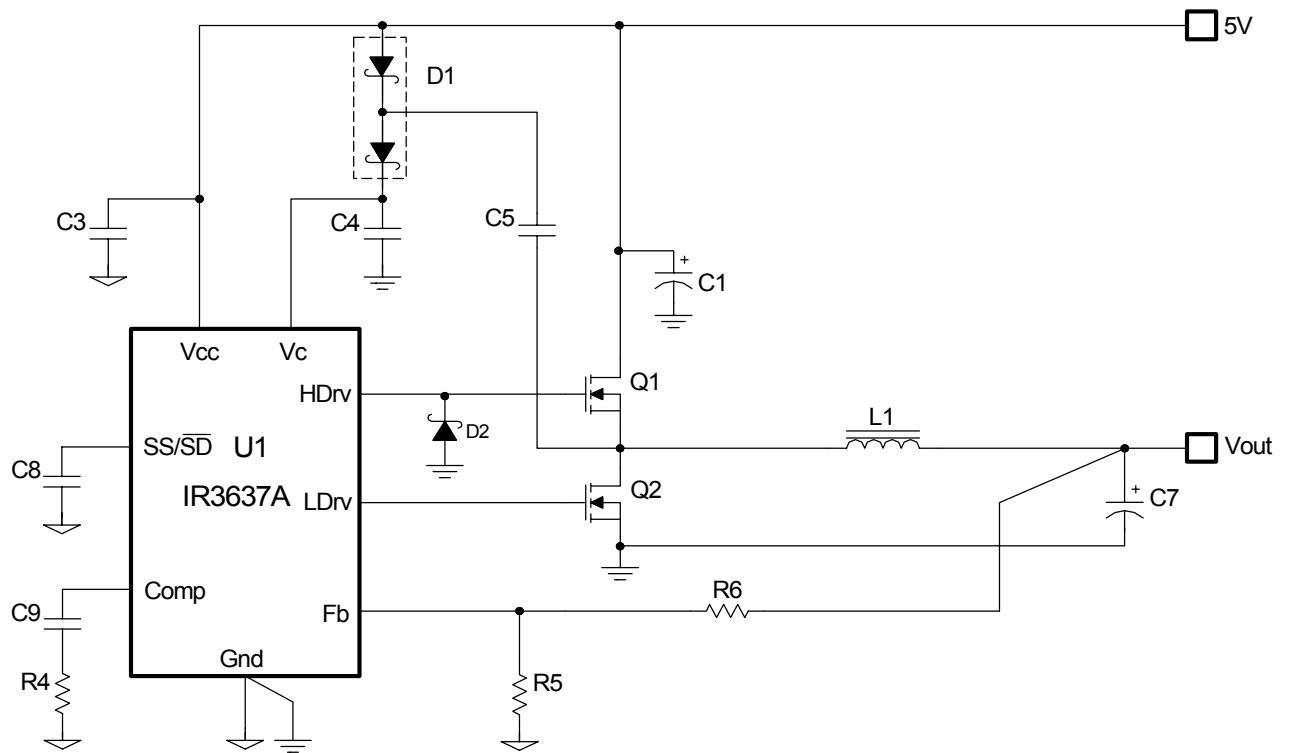 5V
D1
C3
C4
C5
+
C1
Vcc
Vc
HDrv
Q1
D2
L1
SS/SD
U1
Vout
C8
IR3637A
LDrv
Q2
+
C7
Comp
C9
Fb
R6
Gnd
R4
R5